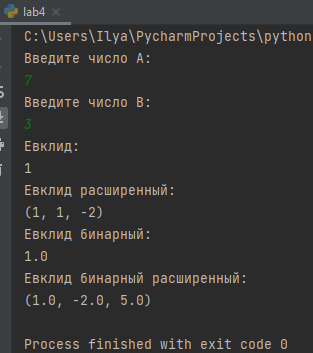 lab4
C:\Users\Ilya\PycharmProjects\python
Введите число A:
7
Введите число B:
3
Евклид:
1
Евклид расширенный:
(1, 1, -2)
Евклид бинарный:
1.0
Евклид бинарный расширенный:
(1.0, -2.0, 5.0)
Process finished with exit code 0